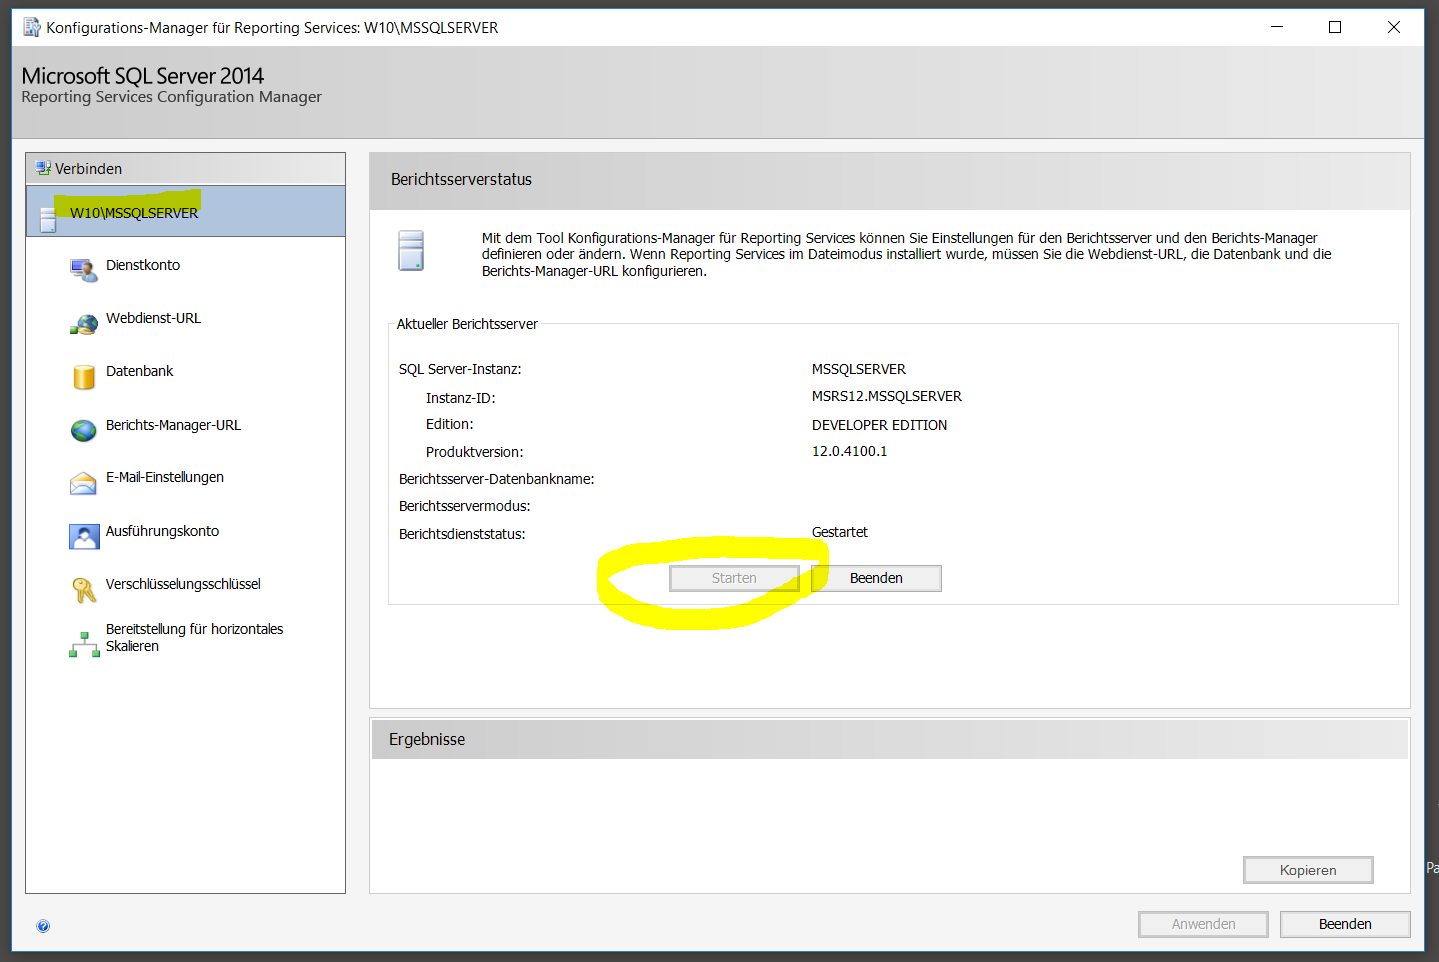 Konfigurations-Manager für Reporting Services: W10\MSSQLSERVER
Microsoft SQL Server 2014
Reporting Services Configuration Manager
Verbinden
W10\MSSQLSERVER
Dienstkonto
Webdienst-URL
Datenbank
Berichts-Manager-URL
E-Mail-Einstellungen
Ausführungskonto
Verschlüsselungsschlüssel
Bereitstellung für horizontales
Skalieren
Berichtsserverstatus
Mit dem Tool Konfigurations-Manager für Reporting Services können Sie Einstellungen für den Berichtsserver und den Berichts-Manager
definieren oder ändern. Wenn Reporting Services im Dateimodus installiert wurde, müssen Sie die Webdienst-URL, die Datenbank und die
Berichts-Manager-URL konfigurieren.
Aktueller Berichtsserver
SQL Server-Instanz: MSSQLSERVER
Instanz-ID: MSRS12.MSSQLSERVER
Edition: DEVELOPER EDITION
Produktversion: 12.0.4100.1
Berichtsserver-Datenbankname:
Berichtsservermodus:
Berichtsdienststatus: Gestartet
Starten Beenden
Ergebnisse
Kopieren
Pa
Anwenden Beenden